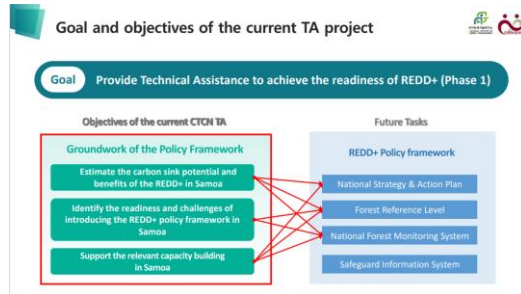 Goal and objectives of the current TA project
Goal
Provide Technical Assistance to achieve the readiness of REDD+ (Phase 1)
Objectives of the current CTCN TA
Groundwork of the Policy Framework
Estimate the carbon sink potential and
benefits of the REDD+ in Samoa
Identify the readiness and challenges of
introducing the REDD+ policy framework in
Samoa
Support the relevant capacity building
in Samoa
Future Tasks
REDD+ Policy framework
National Strategy & Action Plan
Forest Reference Level
National Forest Monitoring System
Safeguard Information System